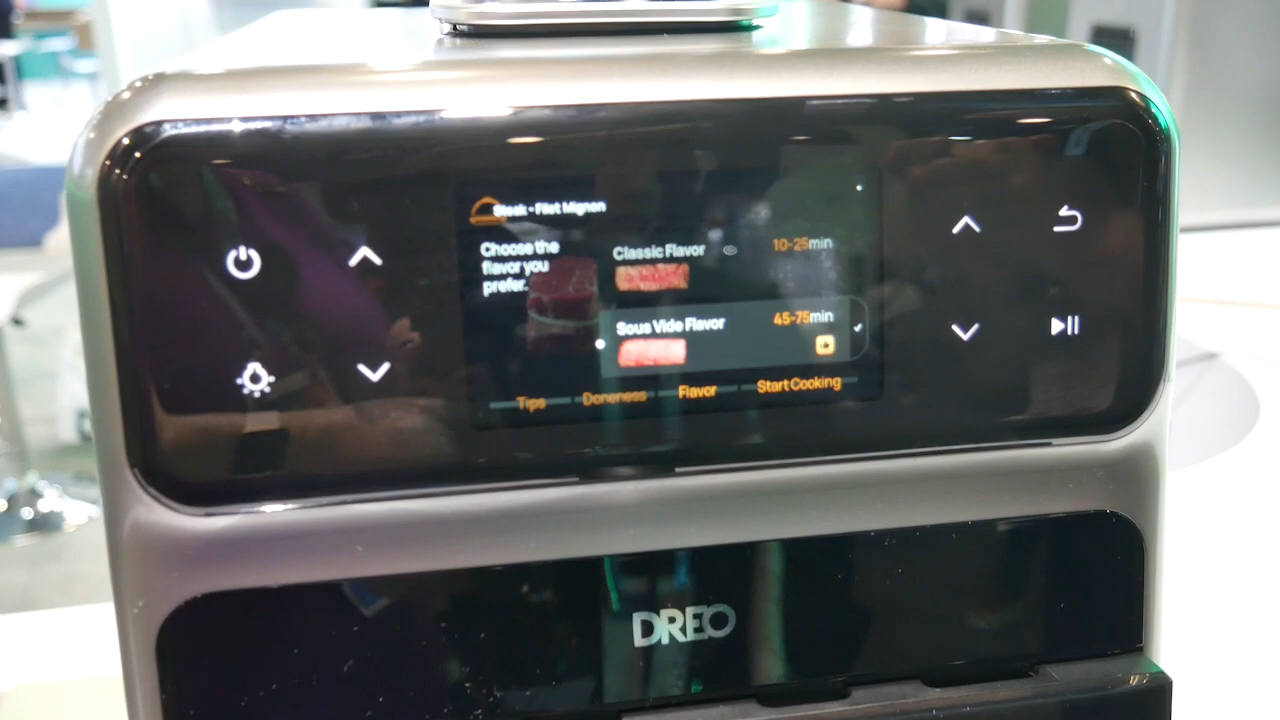 Steak - Filet Mignon
Choose the
flavor you
prefer.
Classic Flavor
10-25min
Sous Vide Flavor
45-75min
Tips
Doneness
Flavor
Start Cooking
DREO